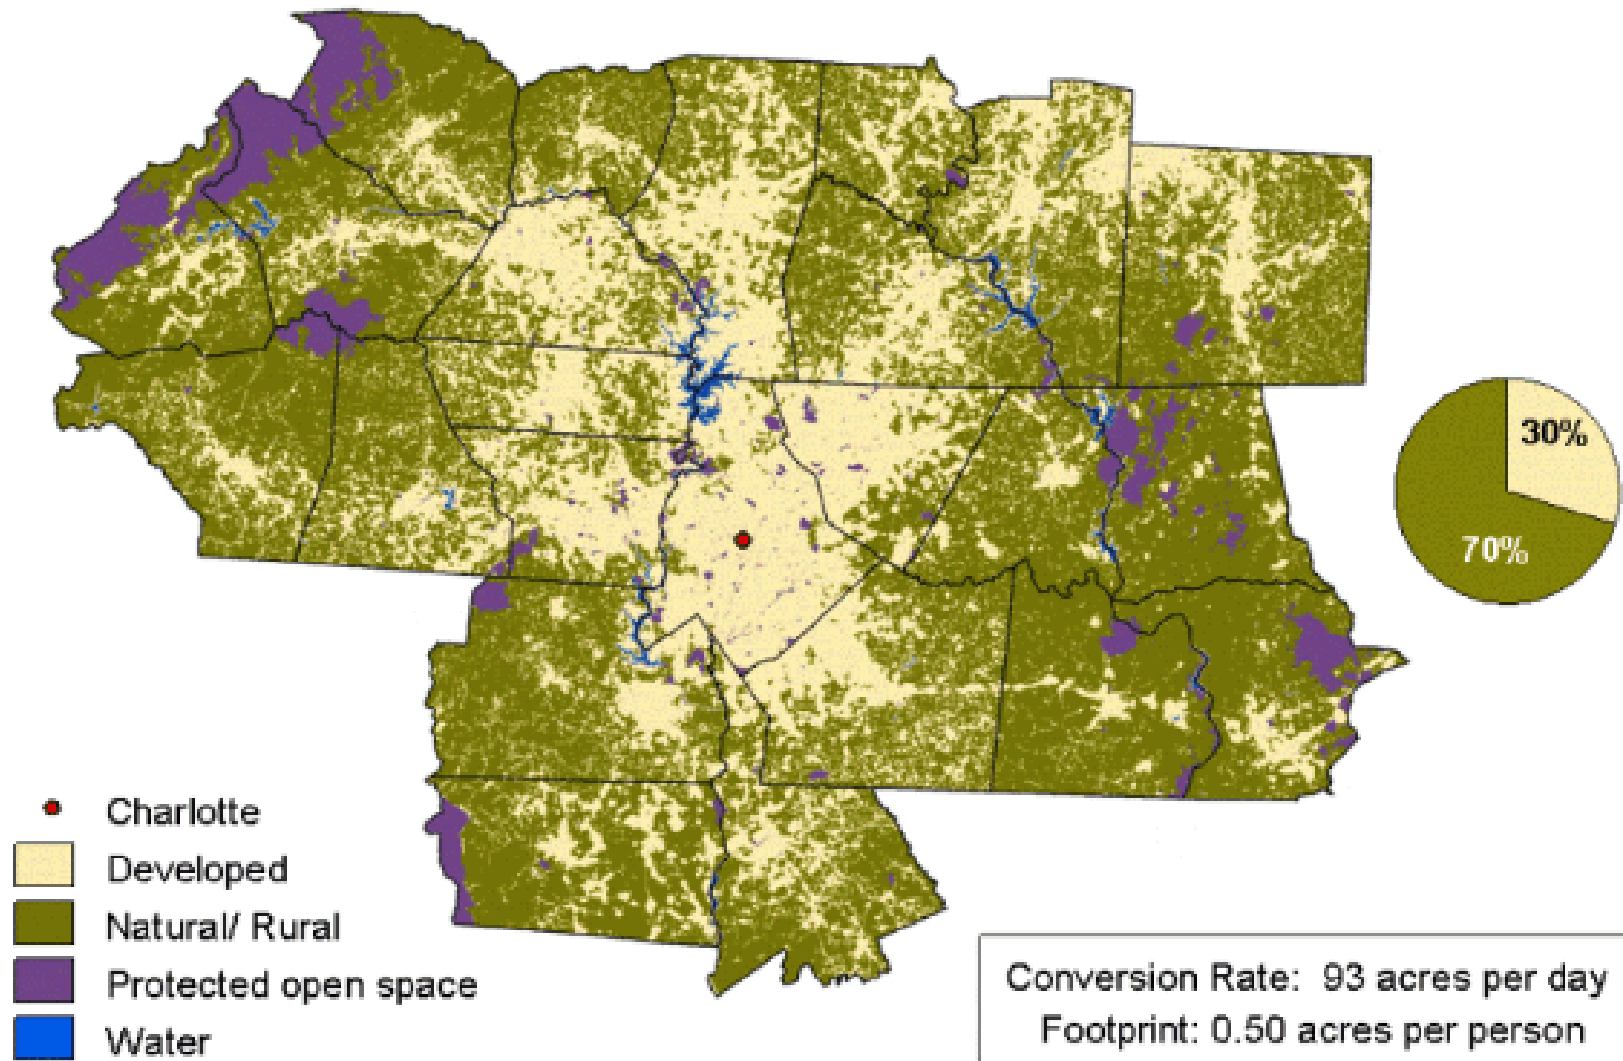 30%
70%
Charlotte
Developed
Natural/ Rural
Protected open space
Water
Conversion Rate: 93 acres per day
Footprint: 0.50 acres per person